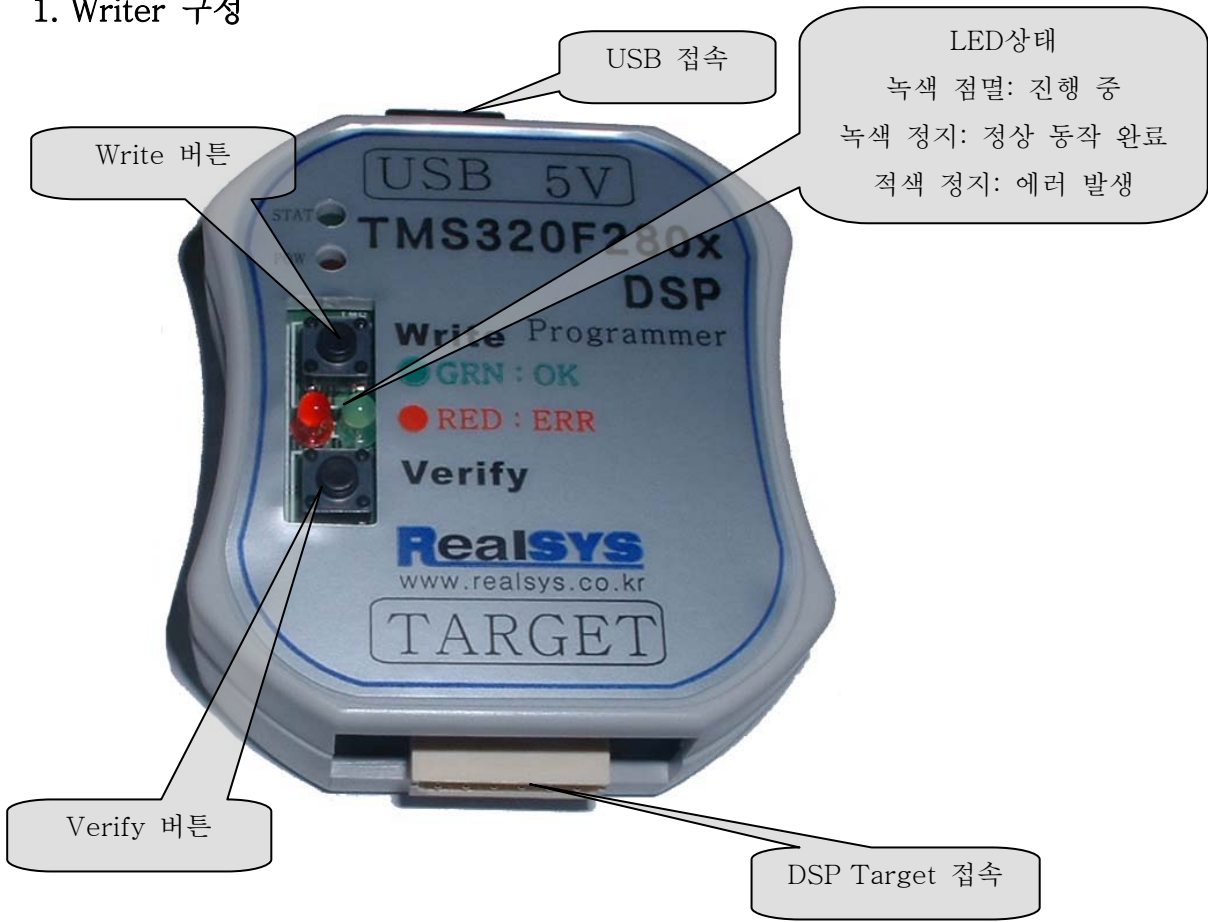 1. Writer 구성
USB 접속
LED상태
녹색 점멸: 진행 중
녹색 정지: 정상 동작 완료
적색 정지: 에러 발생
Write 버튼
USB 5V
STAT
TMS320F280x
PGW
DSP
Write Programmer
GRN : OK
RED : ERR
Verify
RealSYS
www.realsys.co.kr
TARGET
Verify 버튼
DSP Target 접속